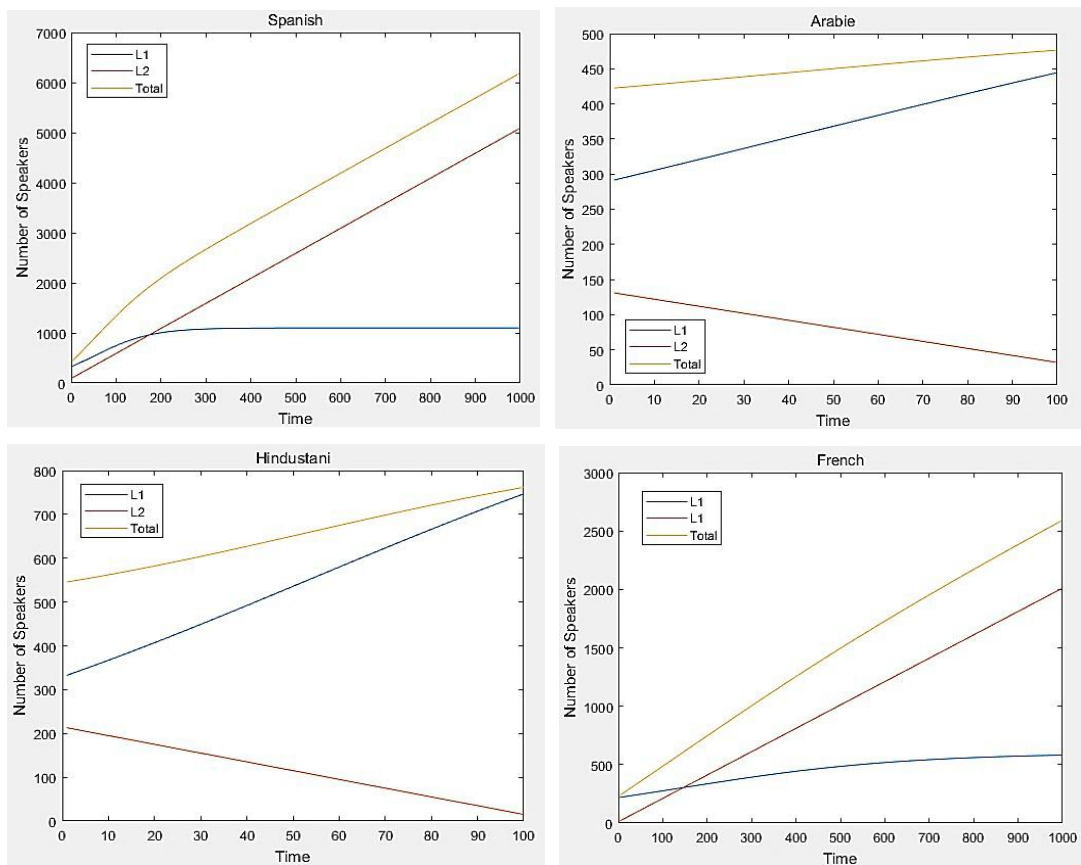 Spanish
7000
6000
5000
4000
3000
2000
1000
0
Number of Speakers
L1
L2
Total
0 100 200 300 400 500 600 700 800 900 1000
Time
Arabie
500
450
400
350
300
250
200
150
100
50
0
Number of Speakers
L1
L2
Total
0 10 20 30 40 50 60 70 80 90 100
Time
Hindustani
800
700
600
500
400
300
200
100
0
Number of Speakers
L1
L2
Total
0 10 20 30 40 50 60 70 80 90 100
Time
French
3000
2500
2000
1500
1000
500
0
Number of Speakers
L1
L1
Total
0 100 200 300 400 500 600 700 800 900 1000
Time